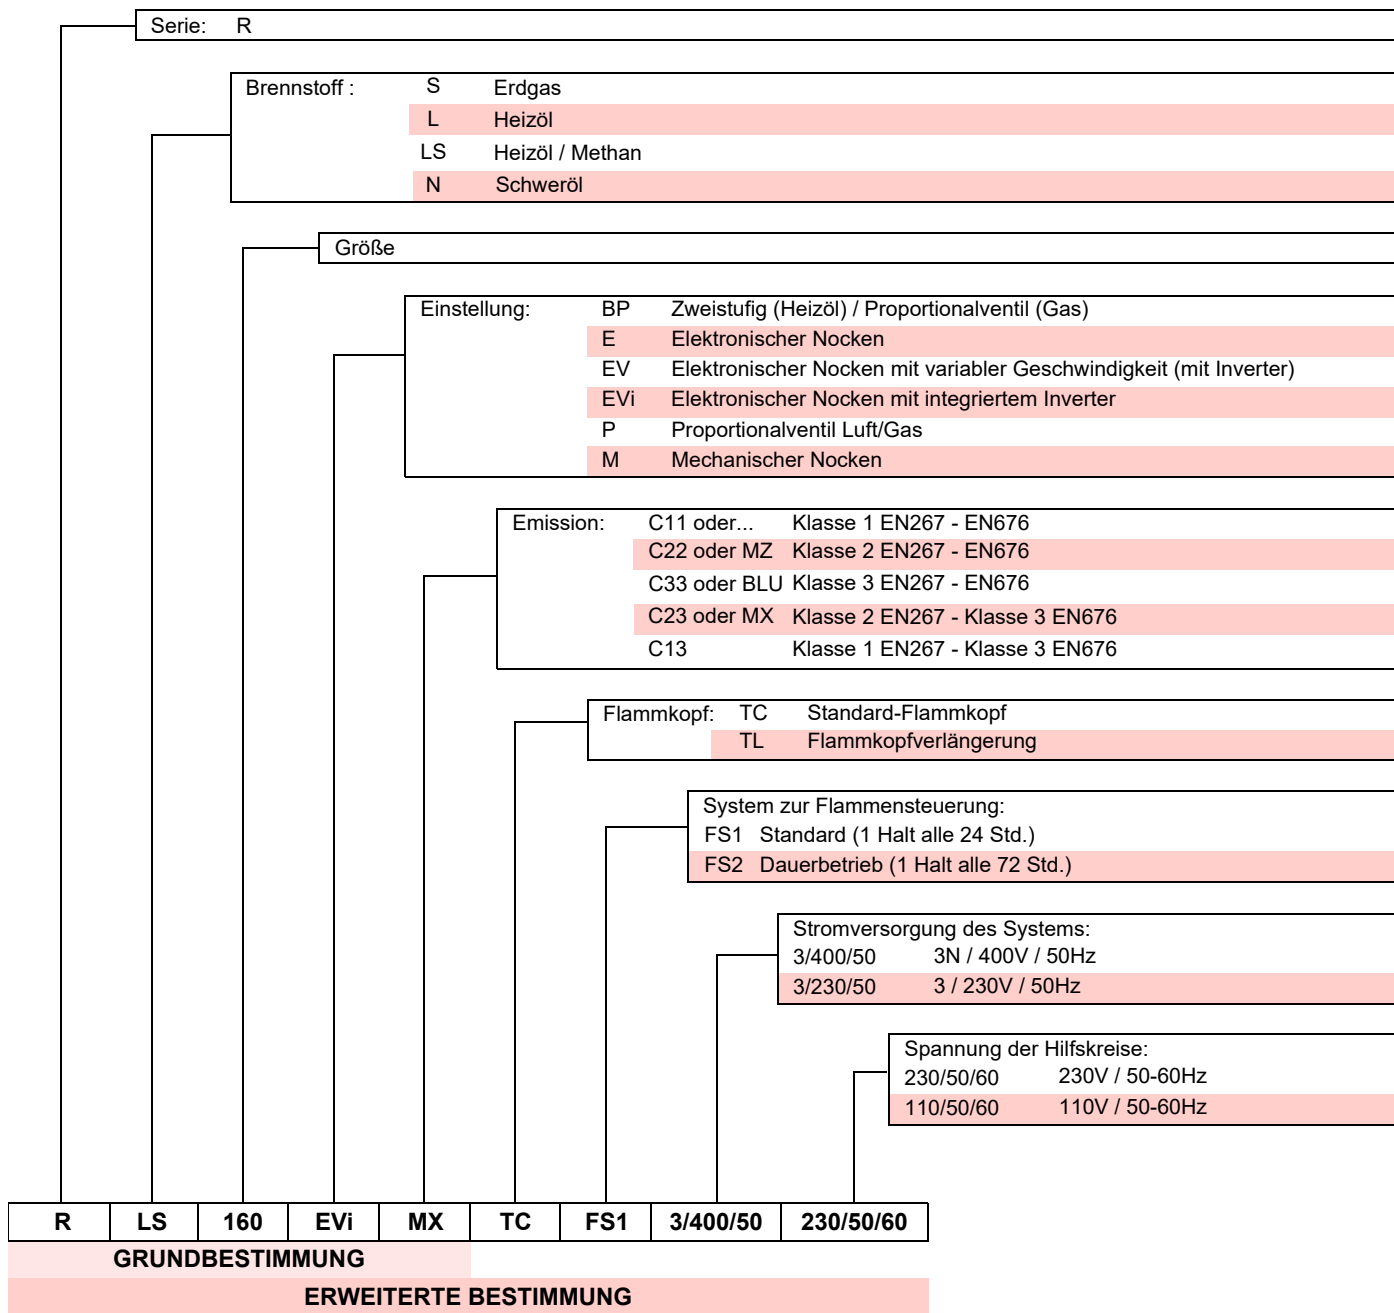 Serie: R
Brennstoff : S Erdgas
L Heizöl
LS Heizöl / Methan
N Schweröl
Größe
Einstellung: BP Zweistufig (Heizöl) / Proportionalventil (Gas)
E Elektronischer Nocken
EV Elektronischer Nocken mit variabler Geschwindigkeit (mit Inverter)
EVi Elektronischer Nocken mit integriertem Inverter
P Proportionalventil Luft/Gas
M Mechanischer Nocken
Emission: C11 oder... Klasse 1 EN267 - EN676
C22 oder MZ Klasse 2 EN267 - EN676
C33 oder BLU Klasse 3 EN267 - EN676
C23 oder MX Klasse 2 EN267 - Klasse 3 EN676
C13 Klasse 1 EN267 - Klasse 3 EN676
Flammkopf: TC Standard-Flammkopf
TL Flammkopfverlängerung
System zur Flammensteuerung:
FS1 Standard (1 Halt alle 24 Std.)
FS2 Dauerbetrieb (1 Halt alle 72 Std.)
Stromversorgung des Systems:
3/400/50 3N / 400V / 50Hz
3/230/50 3 / 230V / 50Hz
Spannung der Hilfskreise:
230/50/60 230V / 50-60Hz
110/50/60 110V / 50-60Hz
R LS 160 EVi MX TC FS1 3/400/50 230/50/60
GRUNDBESTIMMUNG
ERWEITERTE BESTIMMUNG